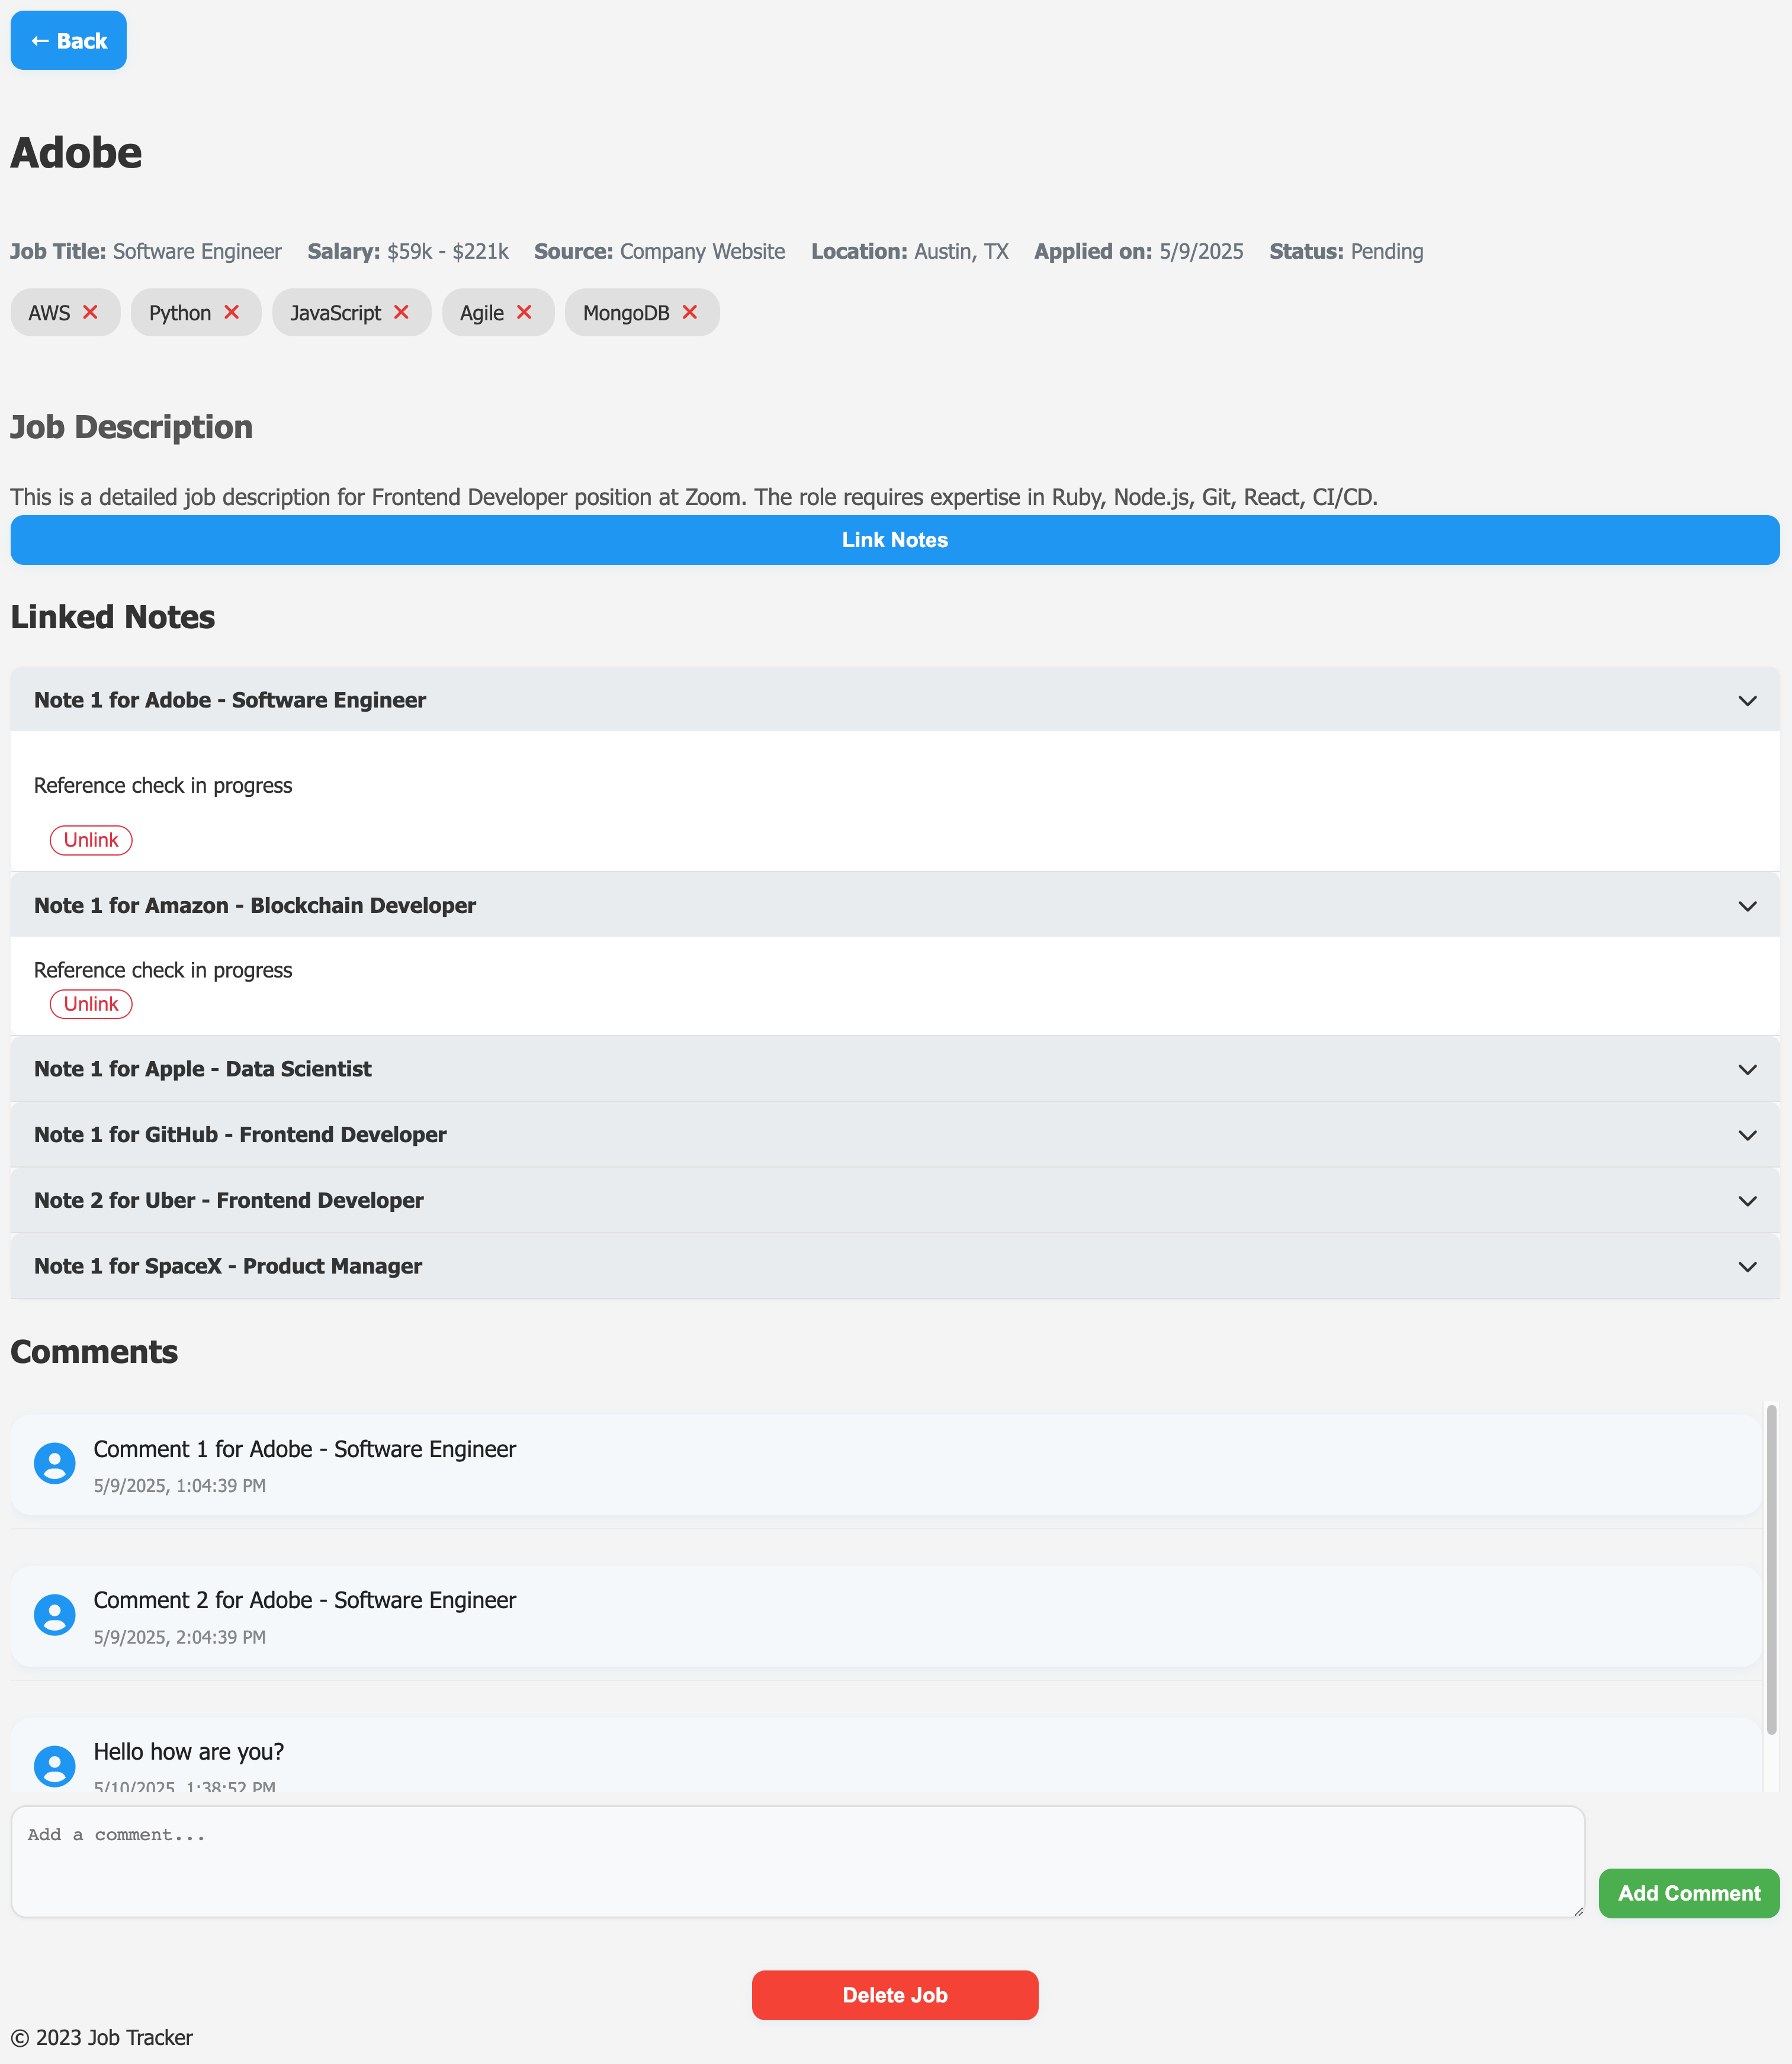 ← Back
Adobe
Job Title: Software Engineer Salary: $59k - $221k Source: Company Website Location: Austin, TX Applied on: 5/9/2025 Status: Pending
AWS ✕ Python ✕ JavaScript ✕ Agile ✕ MongoDB ✕
Job Description
This is a detailed job description for Frontend Developer position at Zoom. The role requires expertise in Ruby, Node.js, Git, React, CI/CD.
Link Notes
Linked Notes
Note 1 for Adobe - Software Engineer
Reference check in progress
Unlink
Note 1 for Amazon - Blockchain Developer
Reference check in progress
Unlink
Note 1 for Apple - Data Scientist
Note 1 for GitHub - Frontend Developer
Note 2 for Uber - Frontend Developer
Note 1 for SpaceX - Product Manager
Comments
Comment 1 for Adobe - Software Engineer
5/9/2025, 1:04:39 PM
Comment 2 for Adobe - Software Engineer
5/9/2025, 2:04:39 PM
Hello how are you?
5/10/2025, 1:38:52 PM
Add a comment...
Add Comment
Delete Job
© 2023 Job Tracker